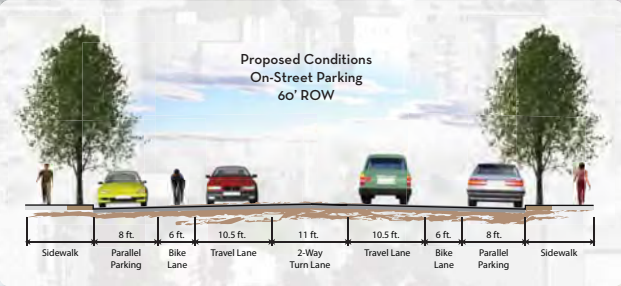 Proposed Conditions
On-Street Parking
60' ROW
8 ft. 6 ft. 10.5 ft. 11 ft. 10.5 ft. 6 ft. 8 ft.
Sidewalk Parallel Bike Travel Lane 2-Way Travel Lane Bike Parallel Sidewalk
Parking Lane Turn Lane Lane Parking